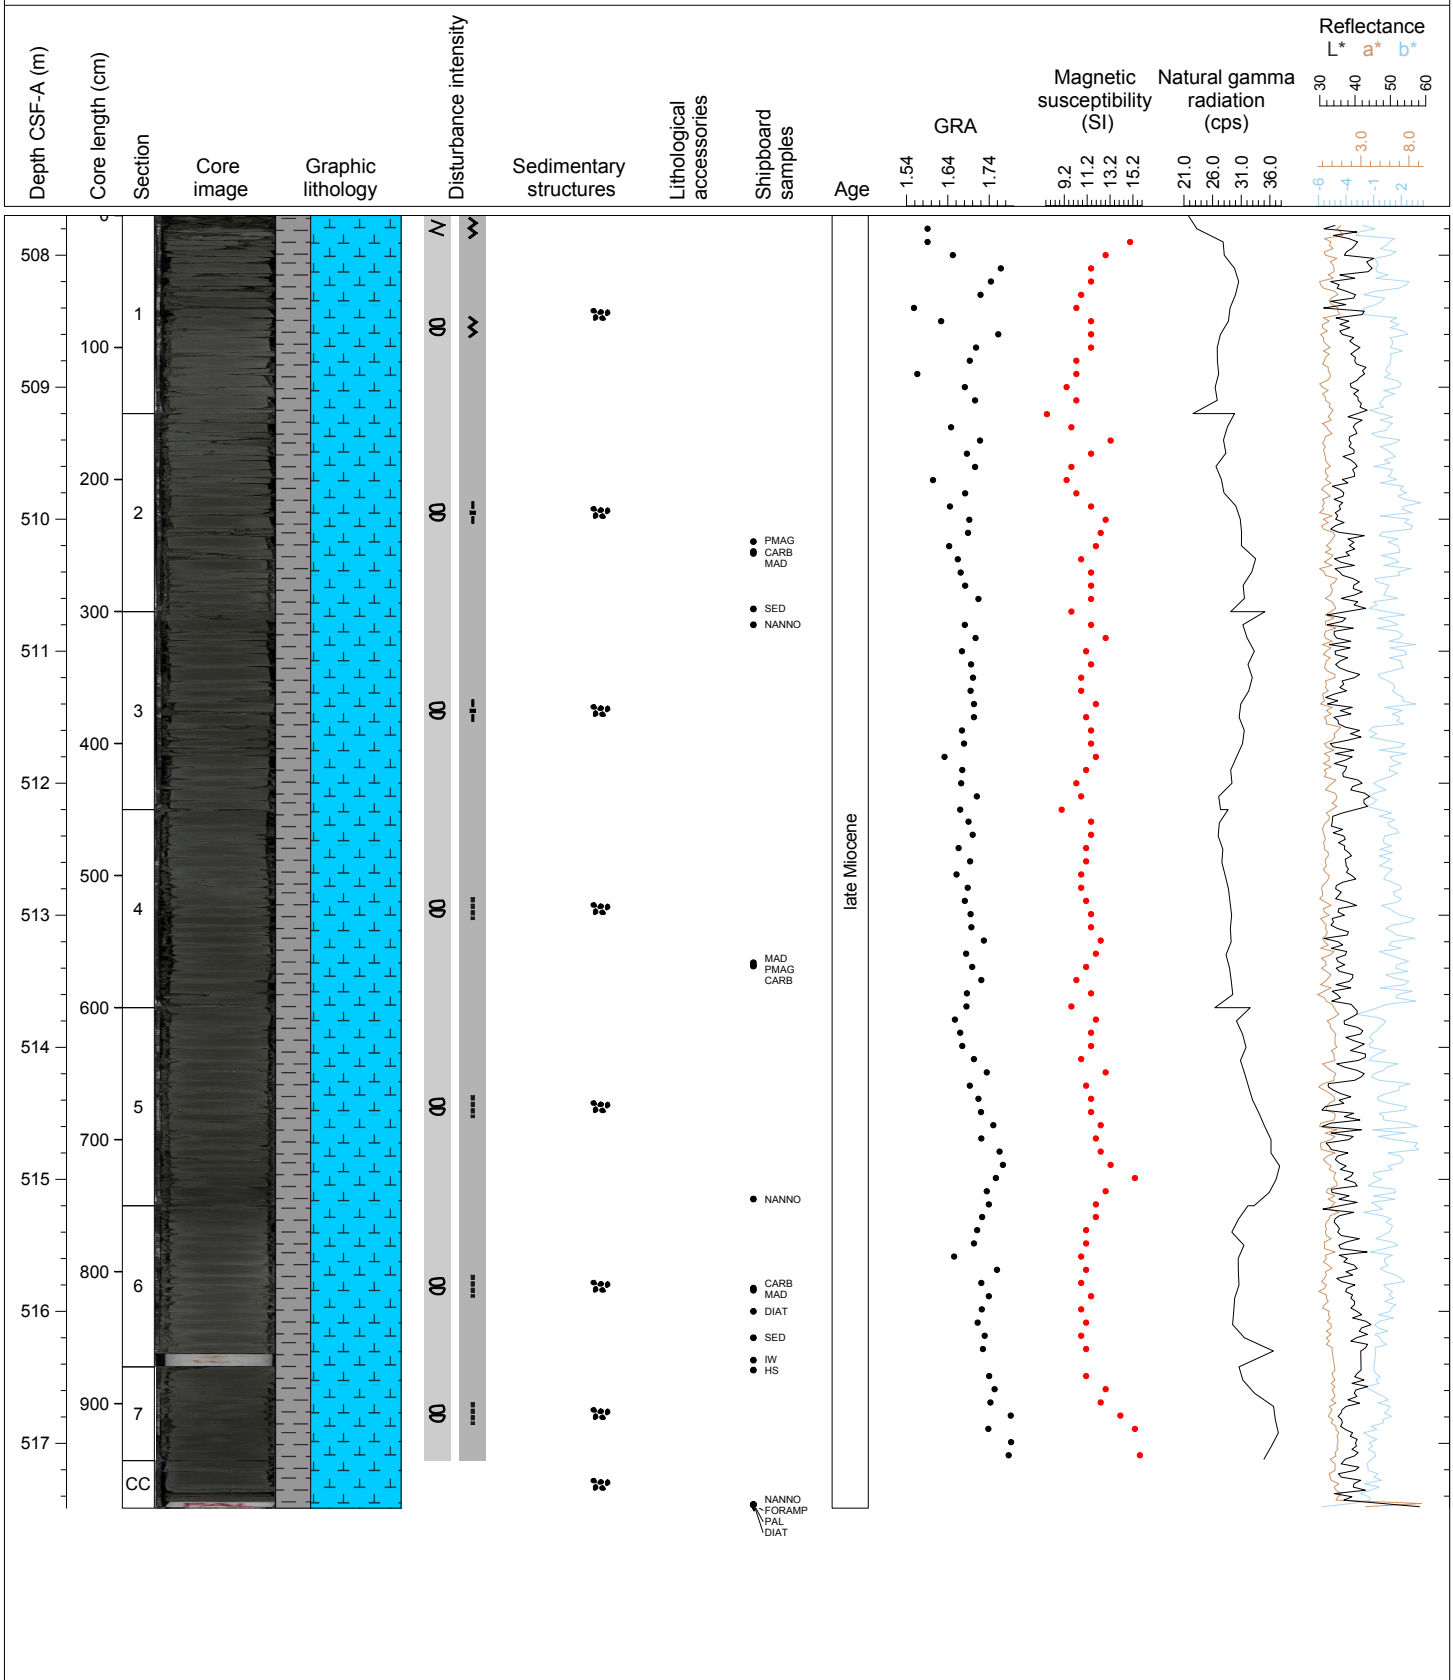 Depth CSF-A (m)
Core length (cm)
Section
Core
image
Graphic
lithology
Disturbance intensity
Sedimentary
structures
Lithological
accessories
Shipboard
samples
Age
GRA
1.54 1.64 1.74
Magnetic
susceptibility
(SI)
9.2 11.2 13.2 15.2
Natural gamma
radiation
(cps)
21.0 26.0 31.0 36.0
Reflectance
L* a* b*
30 40 50 60
3.0 8.0
-6 -4 -1 2
0
508
1
100
509
200
2
510
PMAG
CARB
MAD
300
SED
NANNO
511
3
400
512
late Miocene
500
4
513
MAD
PMAG
CARB
600
514
5
700
515
NANNO
800
6
CARB
MAD
516
DIAT
SED
IW
HS
900
7
517
CC
NANNO
FORAMP
PAL
DIAT